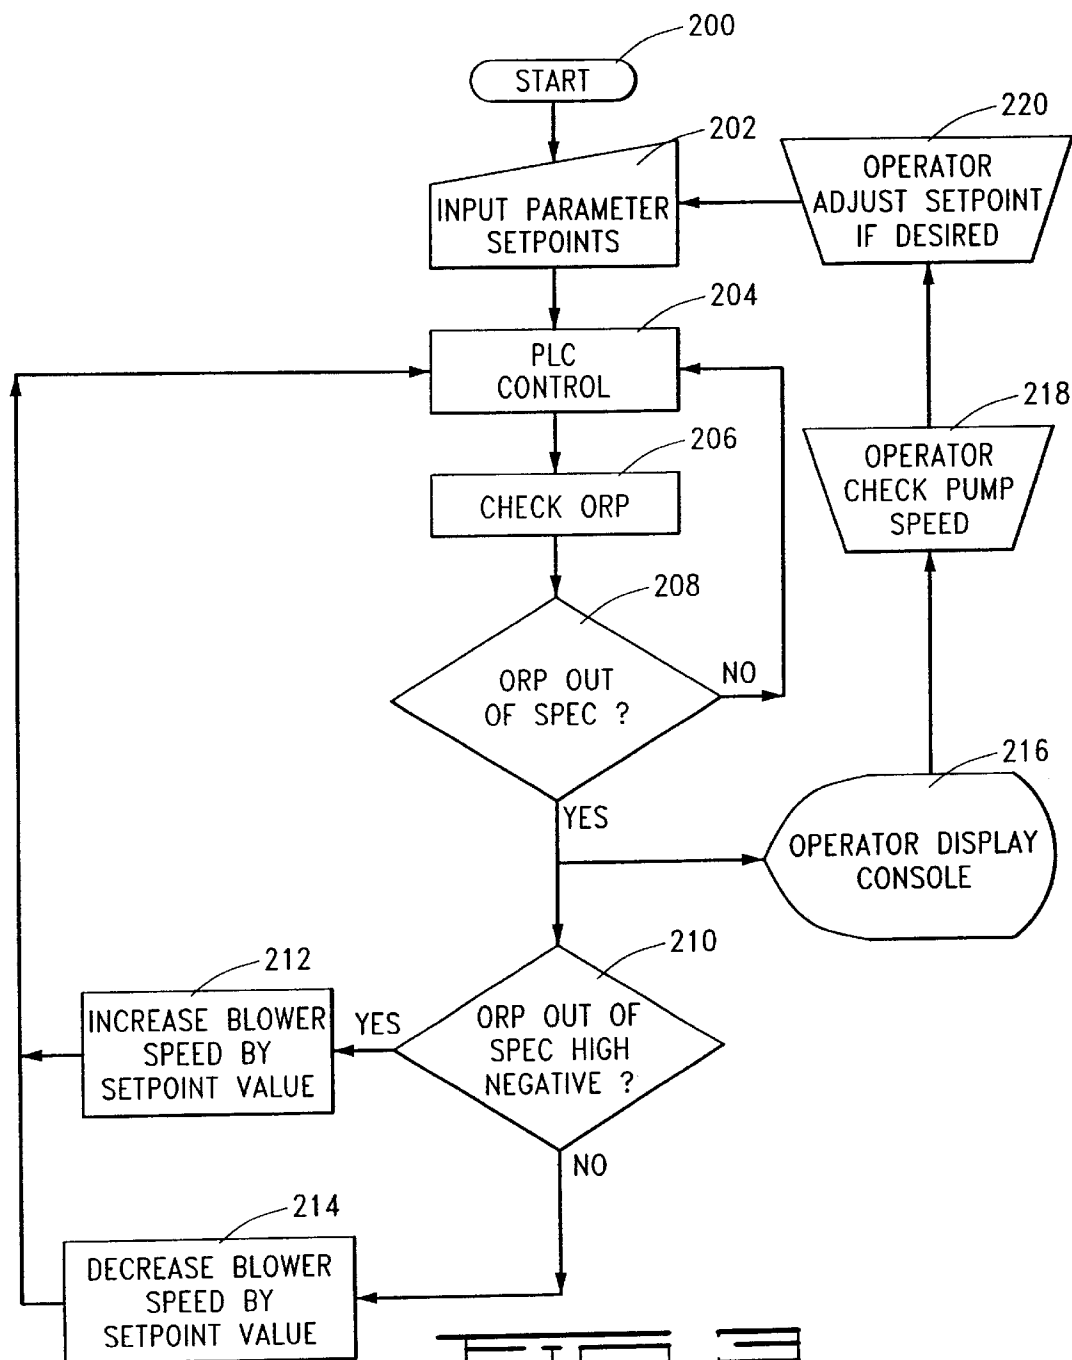 200
START
202
INPUT PARAMETER
SETPOINTS
220
OPERATOR
ADJUST SETPOINT
IF DESIRED
204
PLC
CONTROL
218
OPERATOR
CHECK PUMP
SPEED
206
CHECK ORP
208
ORP OUT
OF SPEC ?
NO
YES
216
OPERATOR DISPLAY
CONSOLE
210
ORP OUT OF
SPEC HIGH
NEGATIVE ?
YES
NO
212
INCREASE BLOWER
SPEED BY
SETPOINT VALUE
214
DECREASE BLOWER
SPEED BY
SETPOINT VALUE